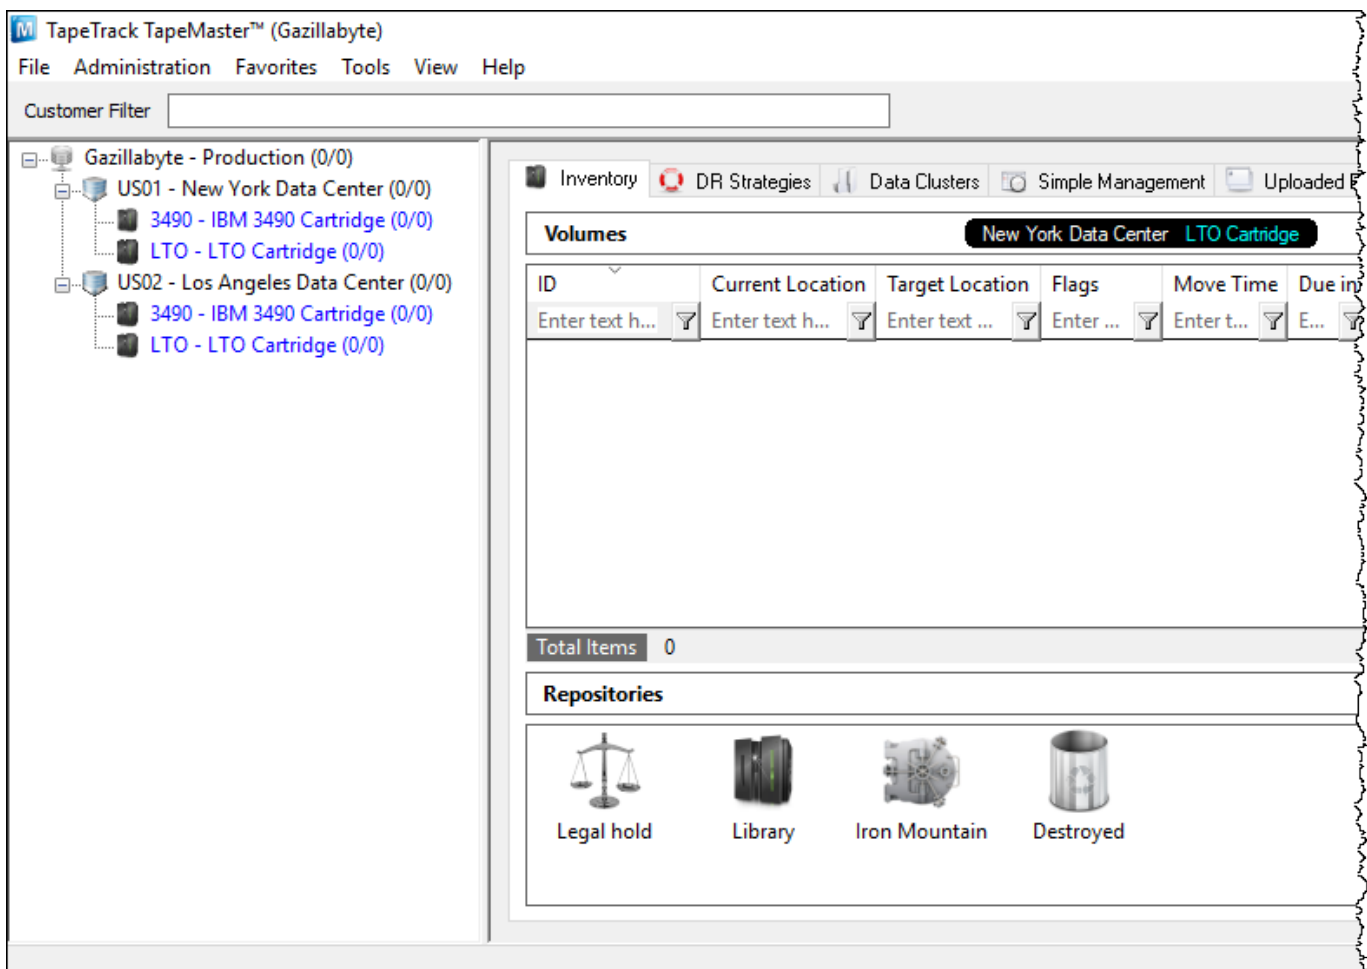 TapeTrack TapeMaster™ (Gazillabyte)
File Administration Favorites Tools View Help
Customer Filter
Gazillabyte - Production (0/0)
US01 - New York Data Center (0/0)
3490 - IBM 3490 Cartridge (0/0)
LTO - LTO Cartridge (0/0)
US02 - Los Angeles Data Center (0/0)
3490 - IBM 3490 Cartridge (0/0)
LTO - LTO Cartridge (0/0)
Inventory DR Strategies Data Clusters Simple Management Uploaded
Volumes New York Data Center LTO Cartridge
ID Current Location Target Location Flags Move Time Due in
Enter text h... Enter text h... Enter text ... Enter ... Enter t... E...
Total Items 0
Repositories
Legal hold Library Iron Mountain Destroyed